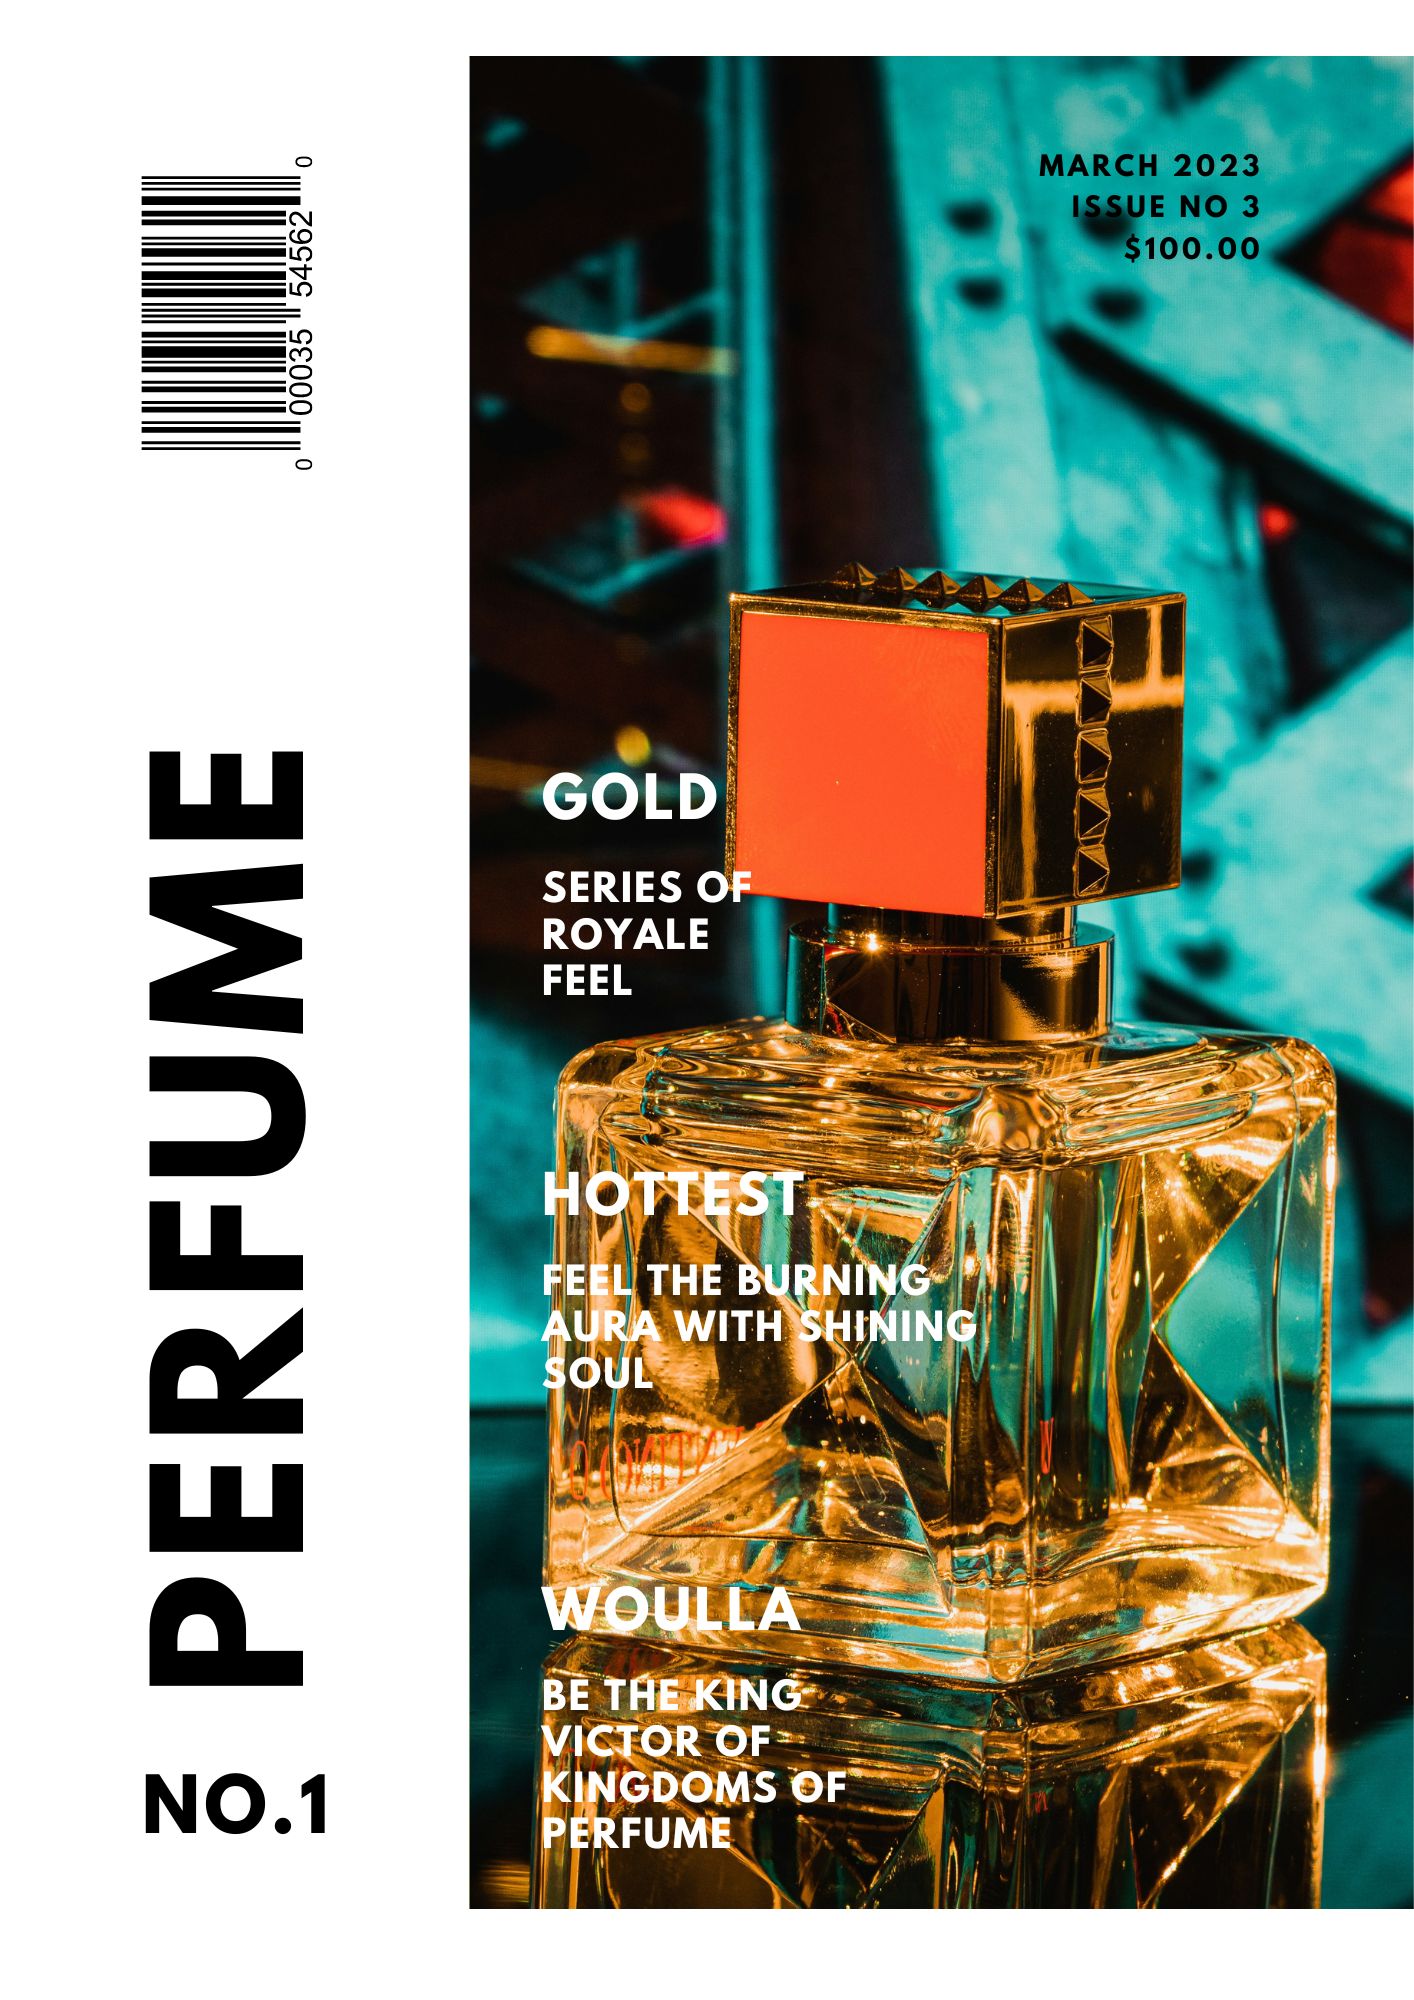 0 00035 54562 0
PERFUME
NO.1
MARCH 2023
ISSUE NO 3
$100.00
GOLD
SERIES OF
ROYALE
FEEL
HOTTEST
FEEL THE BURNING
AURA WITH SHINING
SOUL
WOULLA
BE THE KING
VICTOR OF
KINGDOMS OF
PERFUME